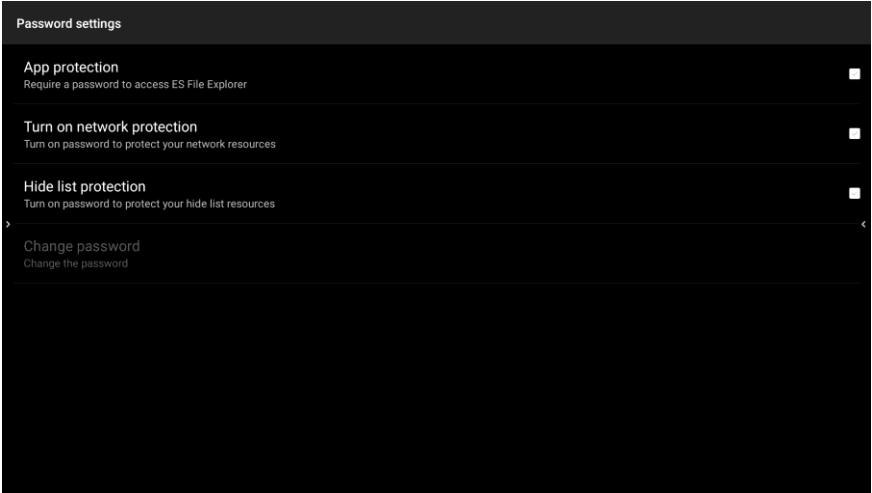 Password settings
App protection
Require a password to access ES File Explorer
Turn on network protection
Turn on password to protect your network resources
Hide list protection
Turn on password to protect your hide list resources
Change password
Change the password